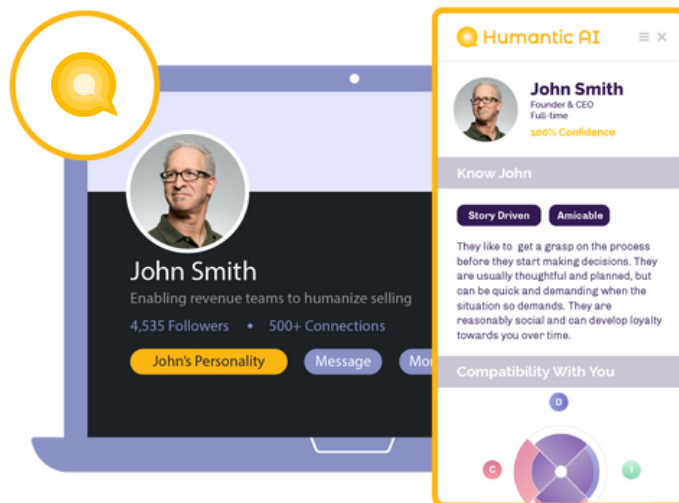 John Smith
Enabling revenue teams to humanize selling
4,535 Followers • 500+ Connections
John's Personality
Message
Humantic AI
John Smith
Founder & CEO
Full-time
100% Confidence
Know John
Story Driven
Amicable
They like to get a grasp on the process
before they start making decisions. They
are usually thoughtful and planned, but
can be quick and demanding when the
situation so demands. They are
reasonably social and can develop loyalty
towards you over time.
Compatibility With You
D
C
I